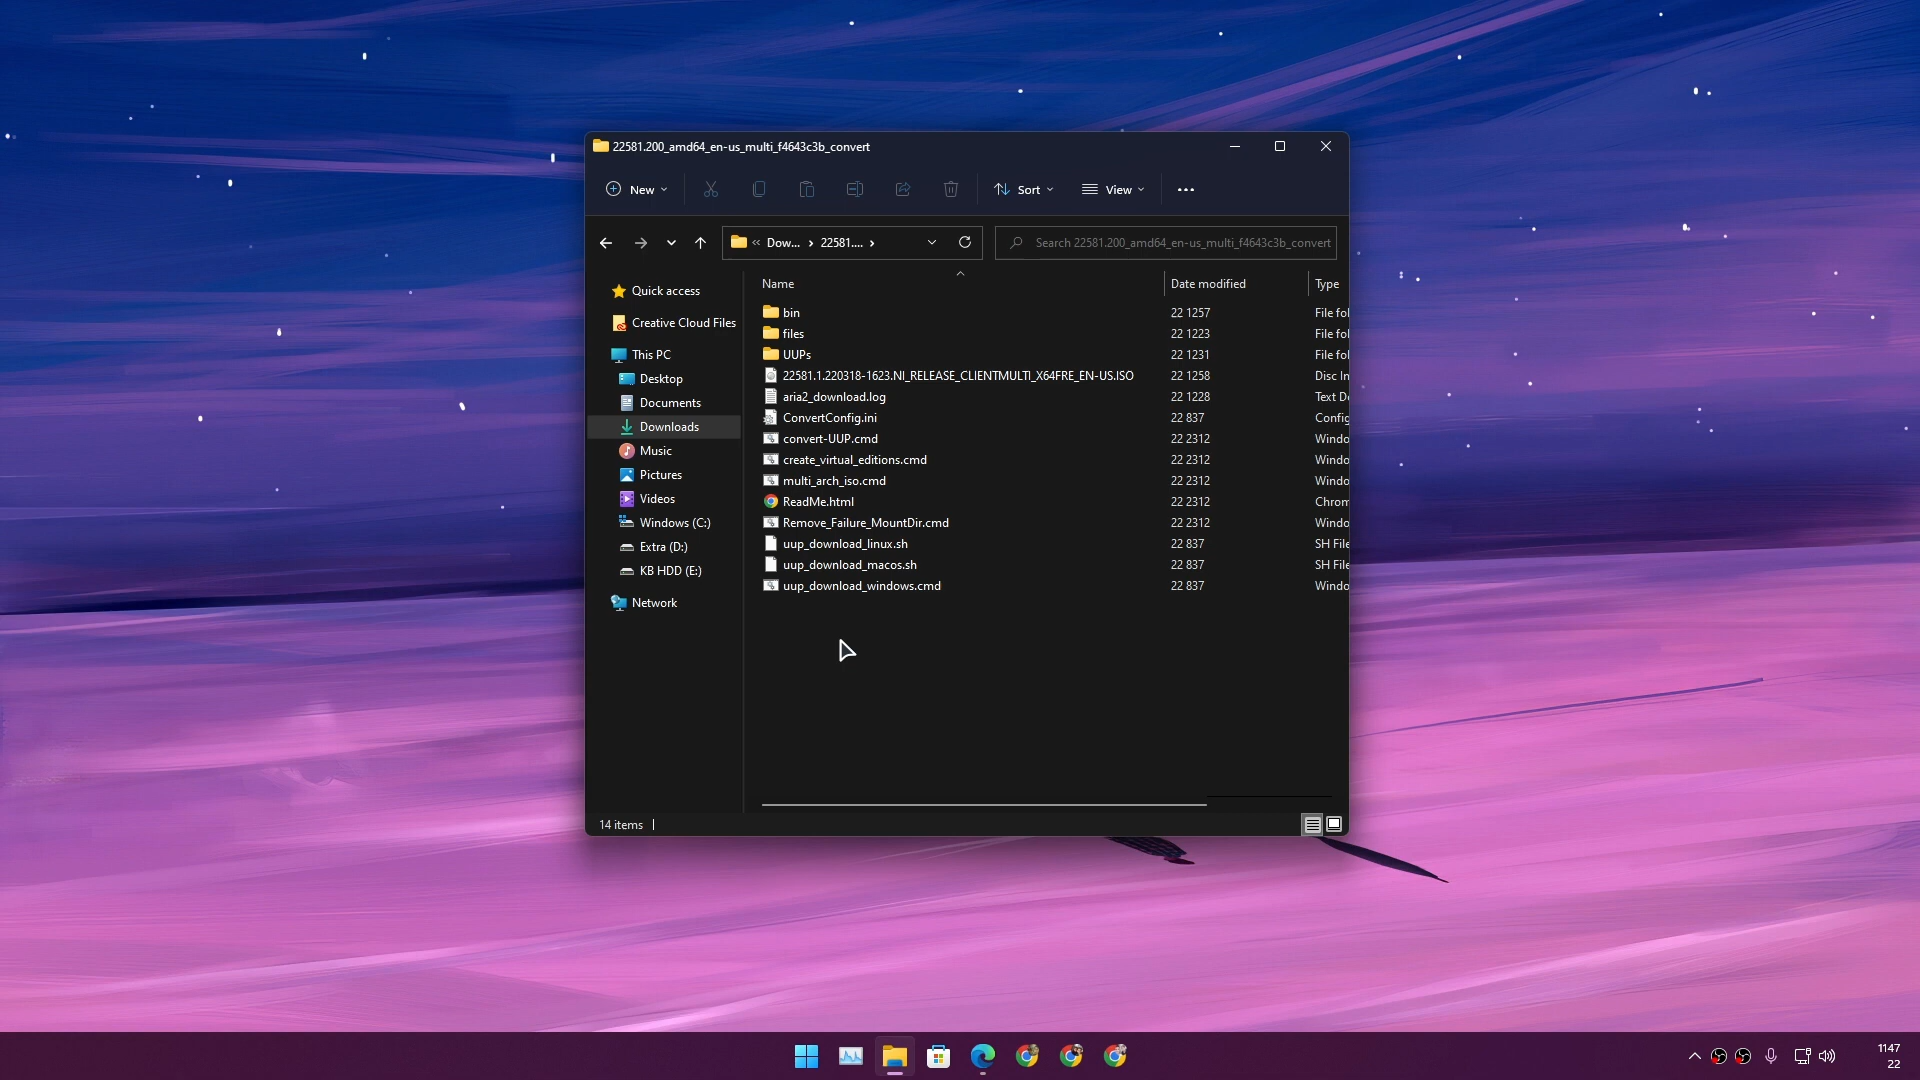 22581.200_amd64_en-us_multi_f4643c3b_convert
New Sort View
Dow... 22581.... Search 22581.200_amd64_en-us_multi_f4643c3b_convert
Name Date modified Type
Quick access
Creative Cloud Files
This PC
Desktop
Documents
Downloads
Music
Pictures
Videos
Windows (C:)
Extra (D:)
KB HDD (E:)
Network
bin 22 1257 File fol
files 22 1223 File fol
UUPs 22 1231 File fol
22581.1.220318-1623.NI_RELEASE_CLIENTMULTI_X64FRE_EN-US.ISO 22 1258 Disc Im
aria2_download.log 22 1228 Text Do
ConvertConfig.ini 22 837 Config
convert-UUP.cmd 22 2312 Windo
create_virtual_editions.cmd 22 2312 Windo
multi_arch_iso.cmd 22 2312 Windo
ReadMe.html 22 2312 Chrom
Remove_Failure_MountDir.cmd 22 2312 Windo
uup_download_linux.sh 22 837 SH File
uup_download_macos.sh 22 837 SH File
uup_download_windows.cmd 22 837 Windo
14 items
1147
22